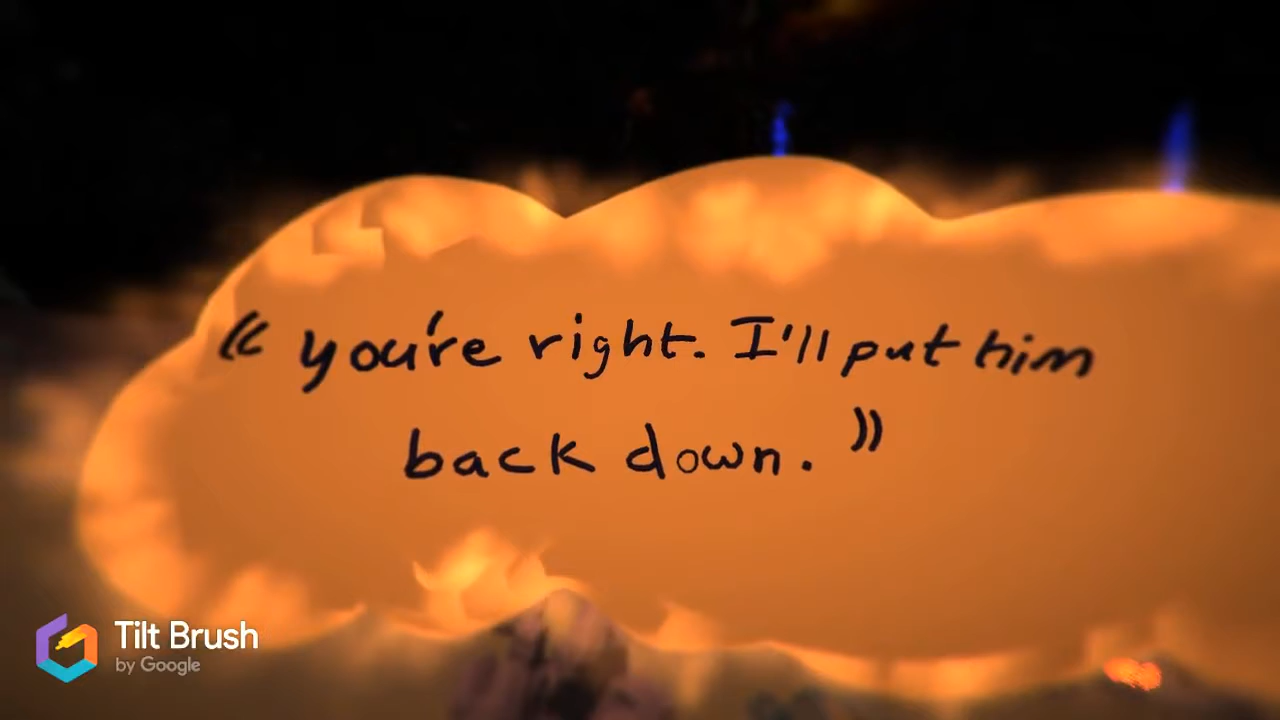 “you're right. I'll put him
back down.”
Tilt Brush
by Google